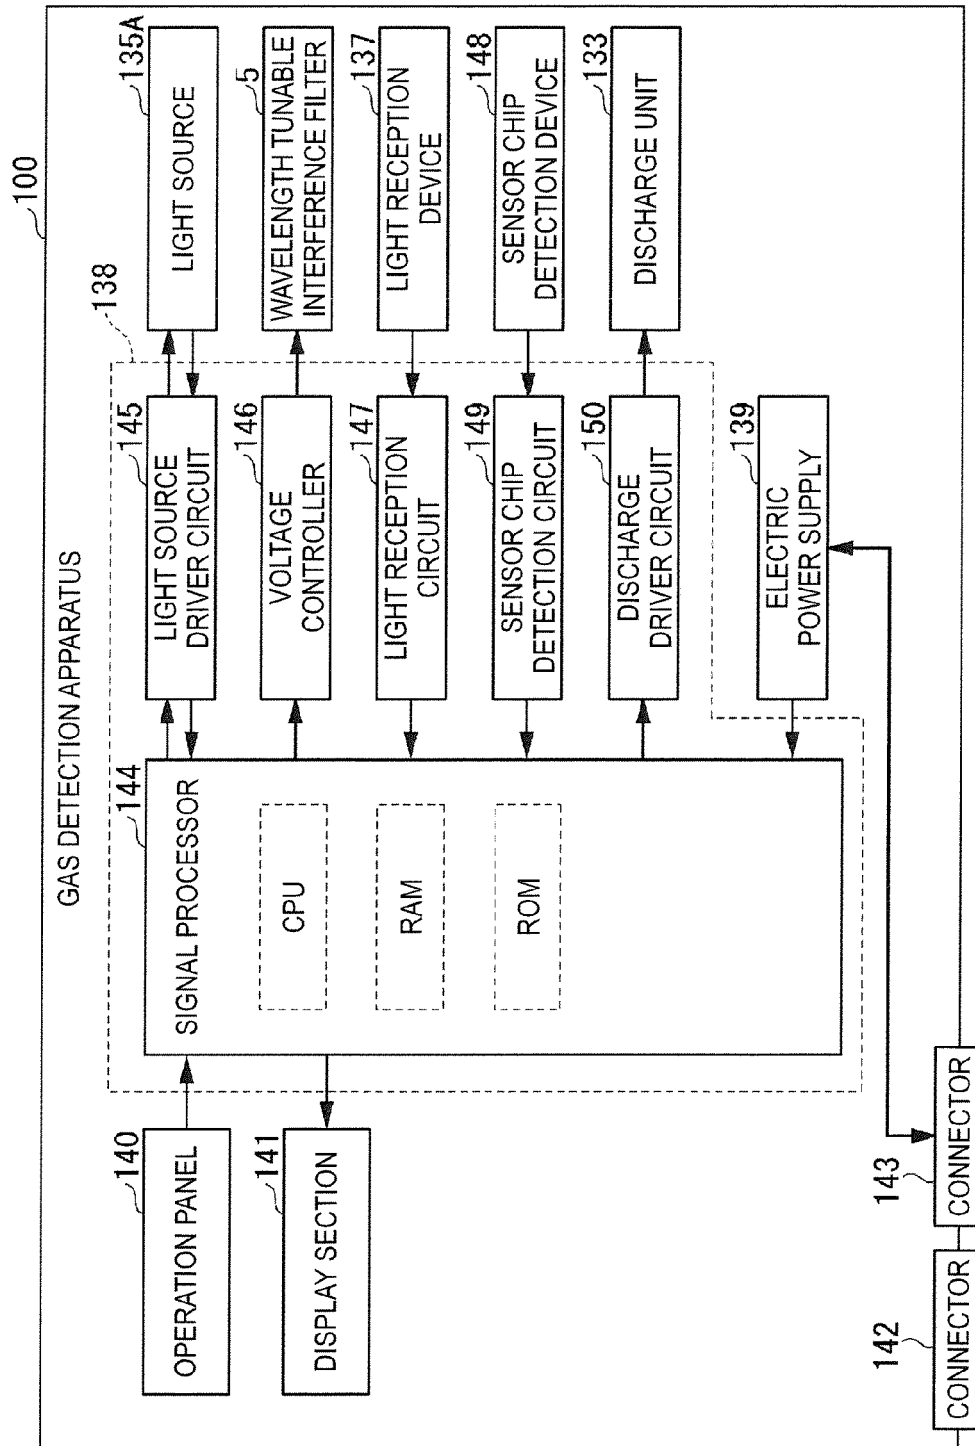 GAS DETECTION APPARATUS
100
138
OPERATION PANEL
140
DISPLAY SECTION
141
SIGNAL PROCESSOR
144
CPU
RAM
ROM
LIGHT SOURCE
DRIVER CIRCUIT
145
VOLTAGE
CONTROLLER
146
LIGHT RECEPTION
CIRCUIT
147
SENSOR CHIP
DETECTION CIRCUIT
149
DISCHARGE
DRIVER CIRCUIT
150
ELECTRIC
POWER SUPPLY
139
LIGHT SOURCE
135A
WAVELENGTH TUNABLE
INTERFERENCE FILTER
5
LIGHT RECEPTION
DEVICE
137
SENSOR CHIP
DETECTION DEVICE
148
DISCHARGE UNIT
133
142
CONNECTOR
143
CONNECTOR